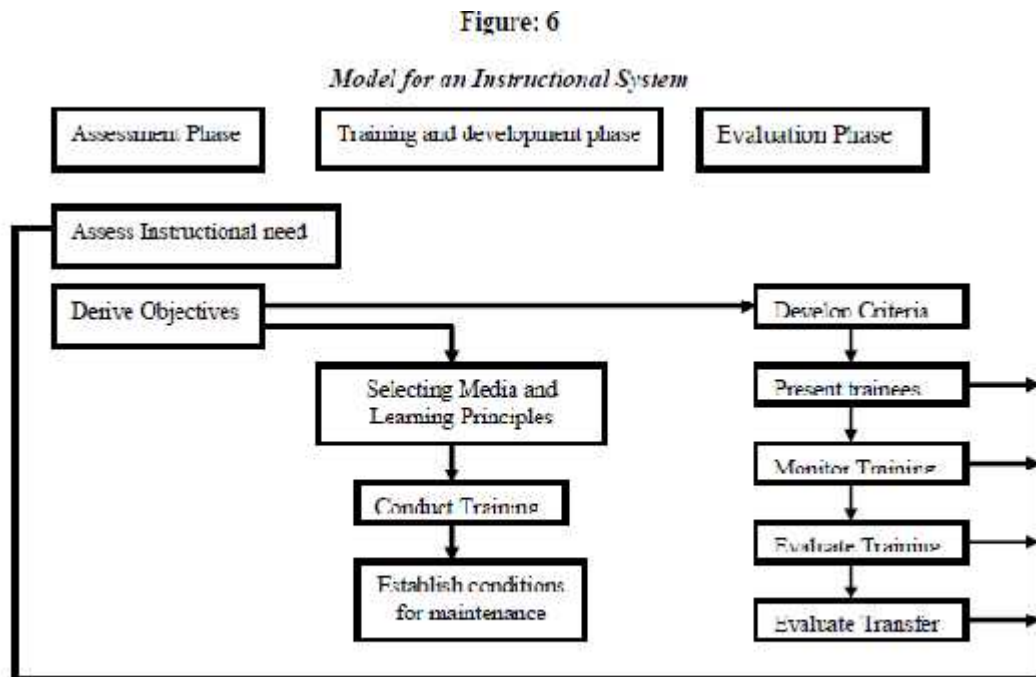 Figure: 6
Model for an Instructional System
Assessment Phase
Training and development phase
Evaluation Phase
Assess Instructional need
Derive Objectives
Develop Criteria
Selecting Media and
Learning Principles
Present trainees
Monitor Training
Conduct Training
Evaluate Training
Establish conditions
for maintenance
Evaluate Transfer